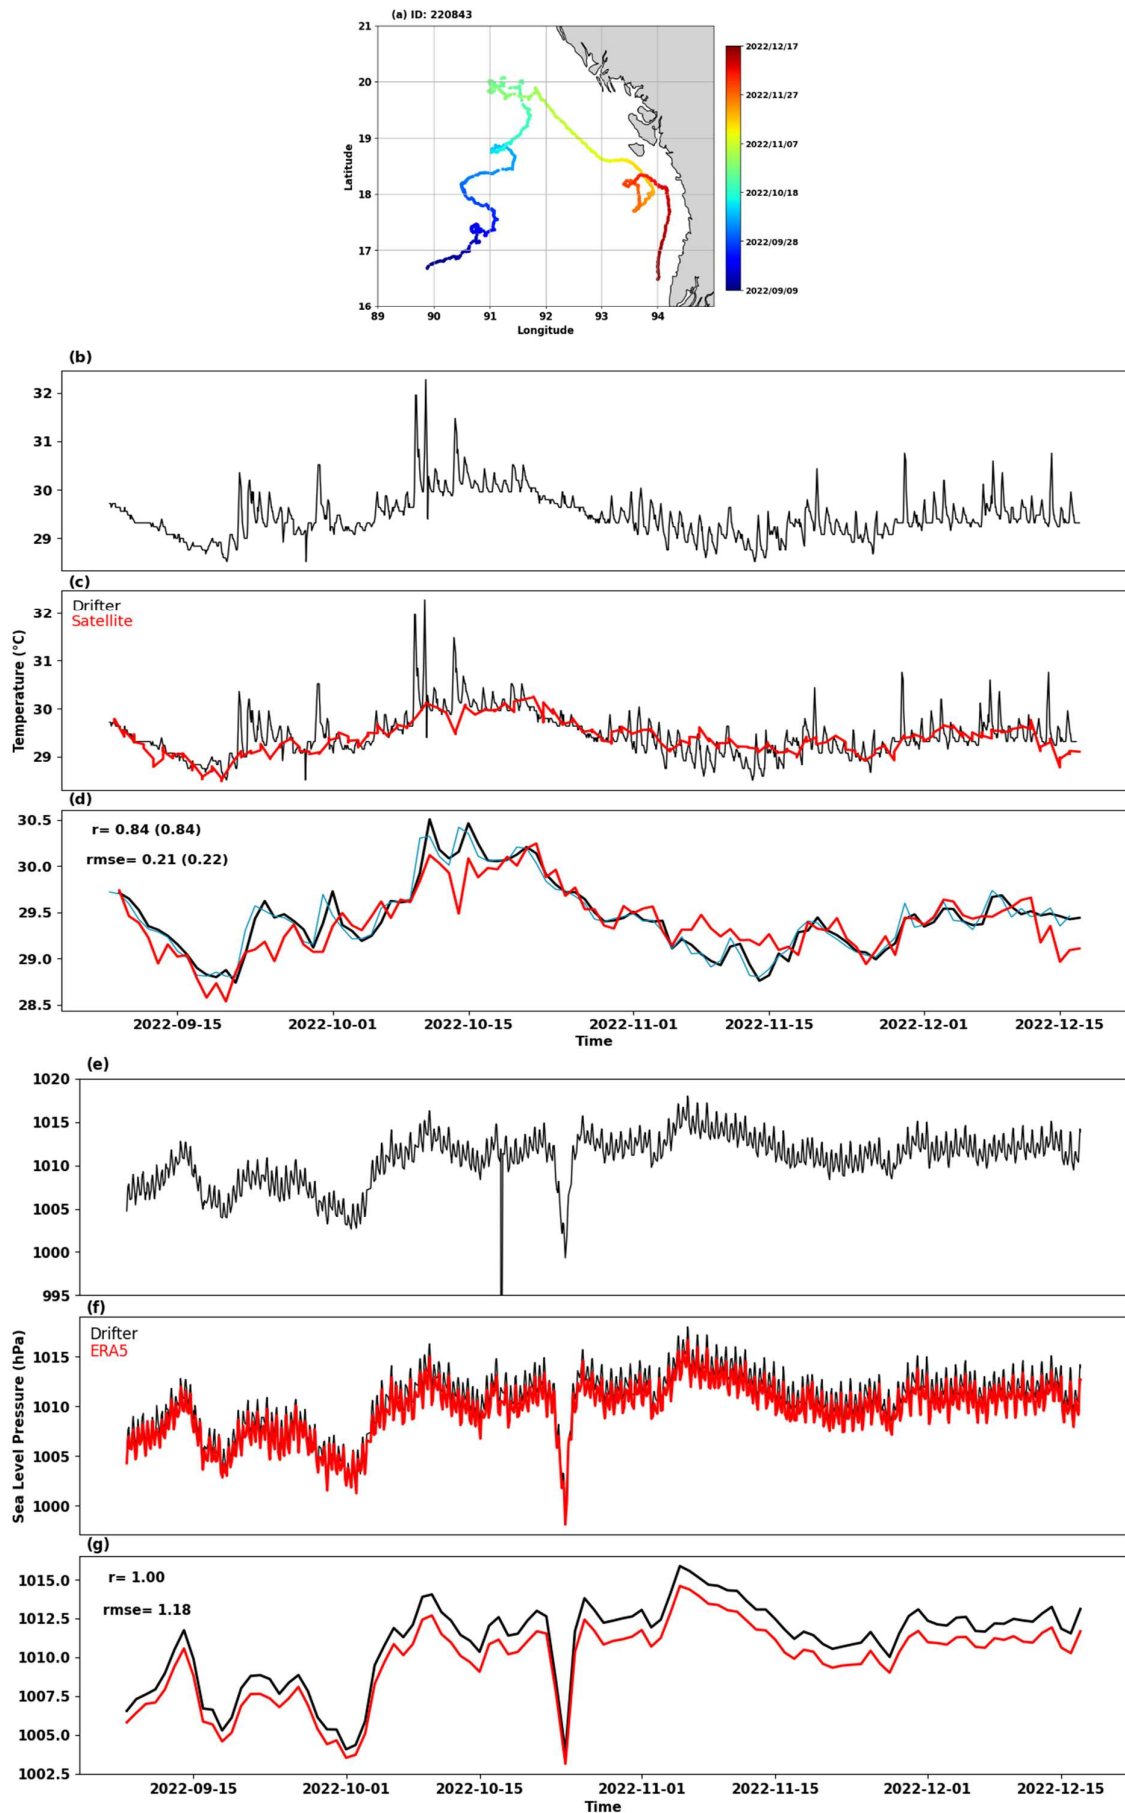 (a) ID: 220843
21
20
19
18
17
16
Latitude
89 90 91 92 93 94
Longitude
2022/12/17
2022/11/27
2022/11/07
2022/10/18
2022/09/28
2022/09/09
(b)
32
31
30
29
(c)
Drifter
Satellite
32
31
30
29
Temperature (°C)
(d)
r= 0.84 (0.84)
rmse= 0.21 (0.22)
30.5
30.0
29.5
29.0
28.5
2022-09-15 2022-10-01 2022-10-15 2022-11-01 2022-11-15 2022-12-01 2022-12-15
Time
(e)
1020
1015
1010
1005
1000
995
(f)
Drifter
ERA5
1015
1010
1005
1000
Sea Level Pressure (hPa)
(g)
r= 1.00
rmse= 1.18
1015.0
1012.5
1010.0
1007.5
1005.0
1002.5
2022-09-15 2022-10-01 2022-10-15 2022-11-01 2022-11-15 2022-12-01 2022-12-15
Time